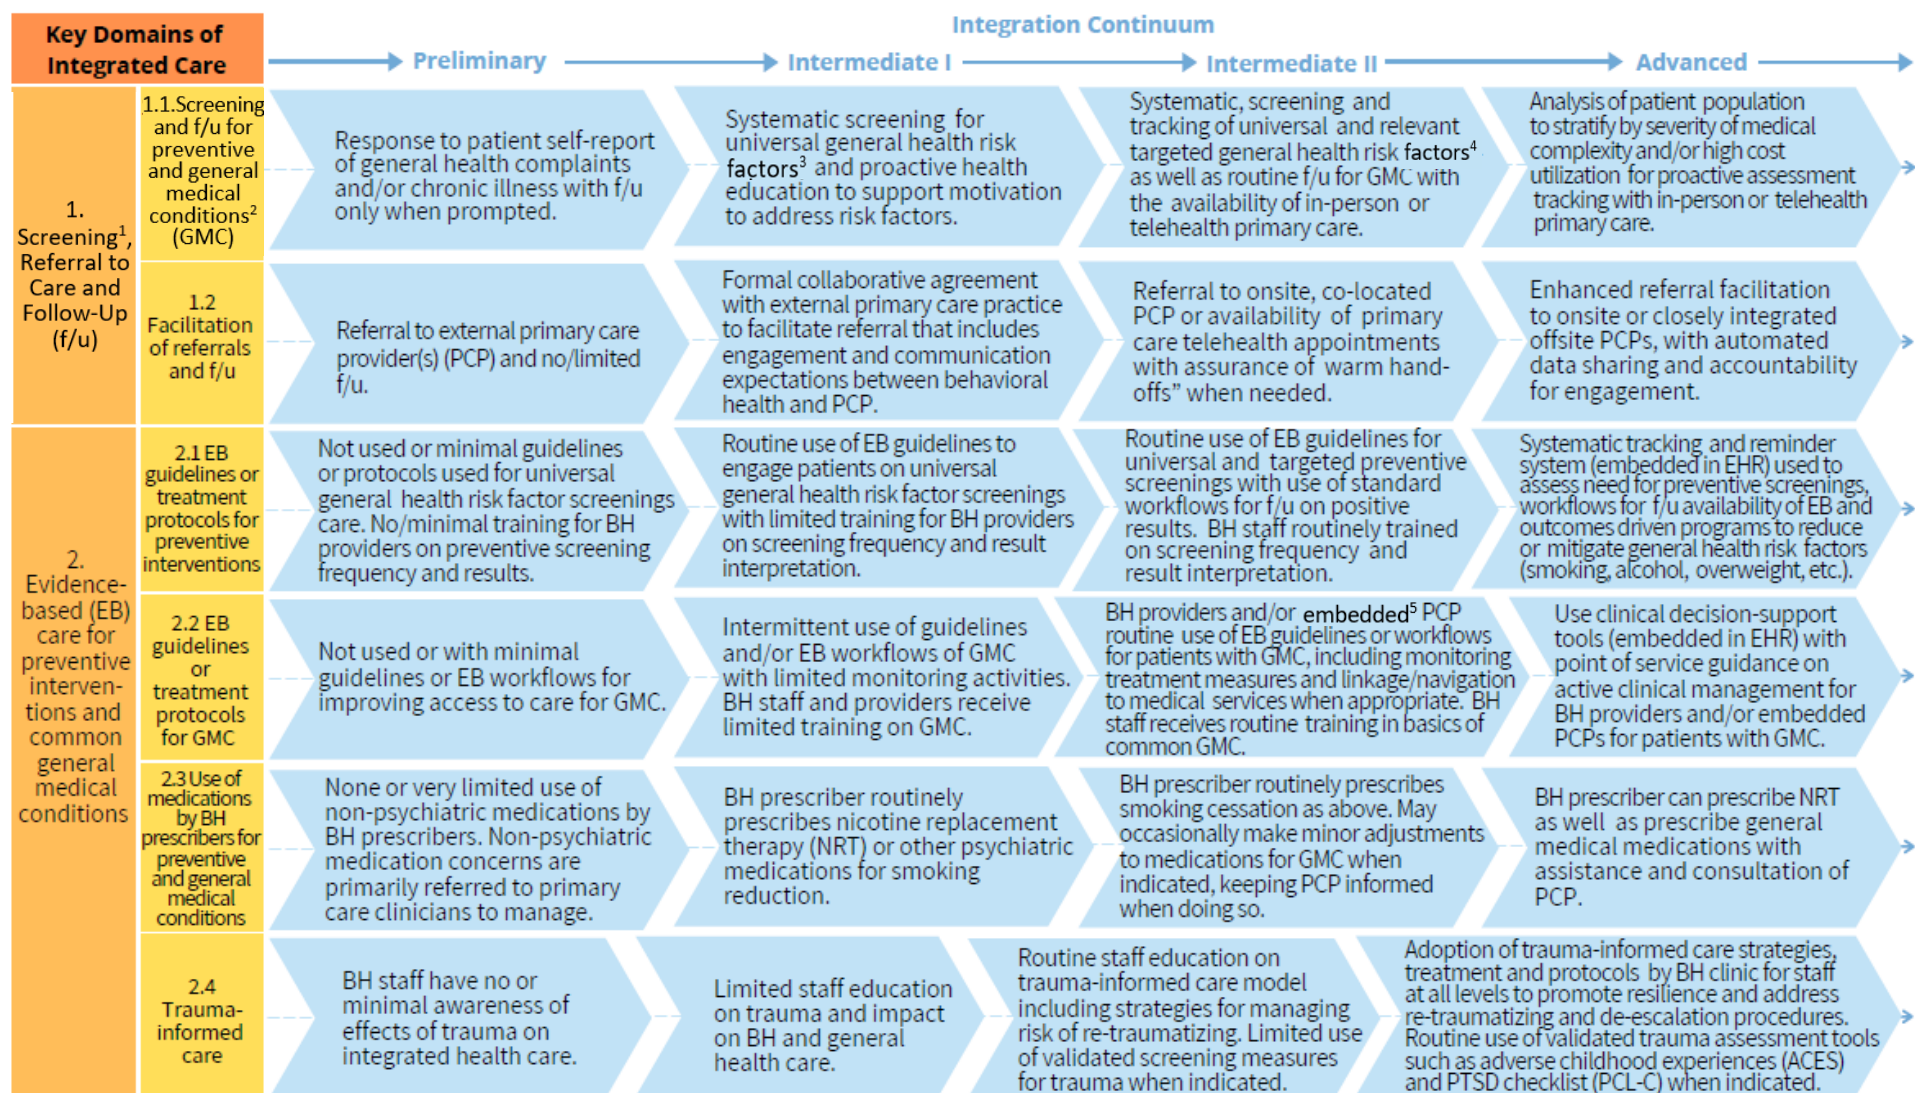 Key Domains of
Integrated Care
Integration Continuum
Preliminary
Intermediate I
Intermediate II
Advanced
1.
Screening¹,
Referral to
Care and
Follow-Up
(f/u)
1.1.Screening
and f/u for
preventive
and general
medical
conditions²
(GMC)
Response to patient self-report
of general health complaints
and/or chronic illness with f/u
only when prompted.
Systematic screening for
universal general health risk
factors³ and proactive health
education to support motivation
to address risk factors.
Systematic, screening and
tracking of universal and relevant
targeted general health risk factors⁴
as well as routine f/u for GMC with
the availability of in-person or
telehealth primary care.
Analysis of patient population
to stratify by severity of medical
complexity and/or high cost
utilization for proactive assessment
tracking with in-person or telehealth
primary care.
1.2
Facilitation
of referrals
and f/u
Referral to external primary care
provider(s) (PCP) and no/limited
f/u.
Formal collaborative agreement
with external primary care practice
to facilitate referral that includes
engagement and communication
expectations between behavioral
health and PCP.
Referral to onsite, co-located
PCP or availability of primary
care telehealth appointments
with assurance of warm hand-
offs” when needed.
Enhanced referral facilitation
to onsite or closely integrated
offsite PCPs, with automated
data sharing and accountability
for engagement.
2.
Evidence-
based (EB)
care for
preventive
interven-
tions and
common
general
medical
conditions
2.1 EB
guidelines or
treatment
protocols for
preventive
interventions
Not used or minimal guidelines
or protocols used for universal
general health risk factor screenings
care. No/minimal training for BH
providers on preventive screening
frequency and results.
Routine use of EB guidelines to
engage patients on universal
general health risk factor screenings
with limited training for BH providers
on screening frequency and result
interpretation.
Routine use of EB guidelines for
universal and targeted preventive
screenings with use of standard
workflows for f/u on positive
results. BH staff routinely trained
on screening frequency and
result interpretation.
Systematic tracking and reminder
system (embedded in EHR) used to
assess need for preventive screenings,
workflows for f/u availability of EB and
outcomes driven programs to reduce
or mitigate general health risk factors
(smoking, alcohol, overweight, etc.).
2.2 EB
guidelines
or
treatment
protocols
for GMC
Not used or with minimal
guidelines or EB workflows for
improving access to care for GMC.
Intermittent use of guidelines
and/or EB workflows of GMC
with limited monitoring activities.
BH staff and providers receive
limited training on GMC.
BH providers and/or embedded⁵ PCP
routine use of EB guidelines or workflows
for patients with GMC, including monitoring
treatment measures and linkage/navigation
to medical services when appropriate. BH
staff receives routine training in basics of
common GMC.
Use clinical decision-support
tools (embedded in EHR) with
point of service guidance on
active clinical management for
BH providers and/or embedded
PCPs for patients with GMC.
2.3 Use of
medications
by BH
prescribers for
preventive
and general
medical
conditions
None or very limited use of
non-psychiatric medications by
BH prescribers. Non-psychiatric
medication concerns are
primarily referred to primary
care clinicians to manage.
BH prescriber routinely
prescribes nicotine replacement
therapy (NRT) or other psychiatric
medications for smoking
reduction.
BH prescriber routinely prescribes
smoking cessation as above. May
occasionally make minor adjustments
to medications for GMC when
indicated, keeping PCP informed
when doing so.
BH prescriber can prescribe NRT
as well as prescribe general
medical medications with
assistance and consultation of
PCP.
2.4
Trauma-
informed
care
BH staff have no or
minimal awareness of
effects of trauma on
integrated health care.
Limited staff education
on trauma and impact
on BH and general
health care.
Routine staff education on
trauma-informed care model
including strategies for managing
risk of re-traumatizing. Limited use
of validated screening measures
for trauma when indicated.
Adoption of trauma-informed care strategies,
treatment and protocols by BH clinic for staff
at all levels to promote resilience and address
re-traumatizing and de-escalation procedures.
Routine use of validated trauma assessment tools
such as adverse childhood experiences (ACES)
and PTSD checklist (PCL-C) when indicated.